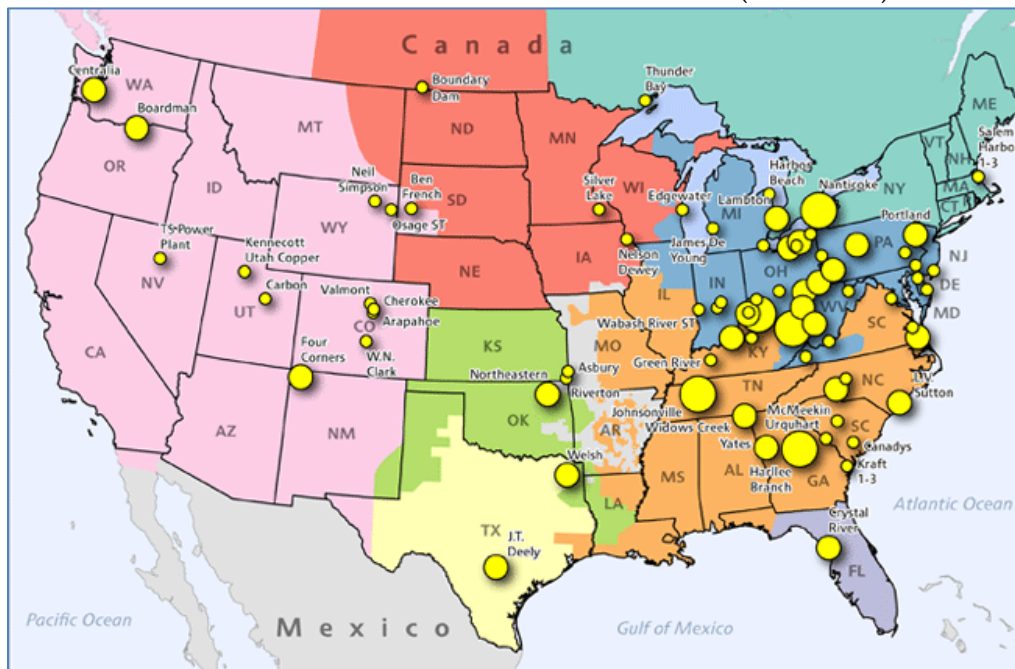 Canada
Centralia
WA
Boardman
OR
ID
MT
Boundary
Dam
ND
MN
Thunder
Bay
ME
VT
NH
MA
CT
NY
Salem
Harbor
1-3
Neil
Simpson
Ben
French
Osage ST
SD
WY
Silver
Lake
WI
Edgewater
Harbor
Beach
Lambton
MI
Nanticoke
Portland
PA
NJ
DE
MD
TS Power
Plant
NV
Kennecott
Utah Copper
UT
Carbon
Valmont
Cherokee
Arapahoe
CO
W.N.
Clark
NE
IA
Nelson
Dewey
James De
Young
IL
IN
OH
WV
Wabash River ST
MO
KS
Four
Corners
CA
AZ
NM
Northeastern
Asbury
Riverton
OK
AR
Green River
KY
SC
TN
NC
L.V.
Sutton
Johnsonville
Widows Creek
McMeekin
Urquhart
SC
Yates
Canadys
Kraft
1-3
Harllee
Branch
MS
AL
GA
Welsh
LA
TX
J.T.
Deely
Crystal
River
FL
Atlantic Ocean
Pacific Ocean
Mexico
Gulf of Mexico